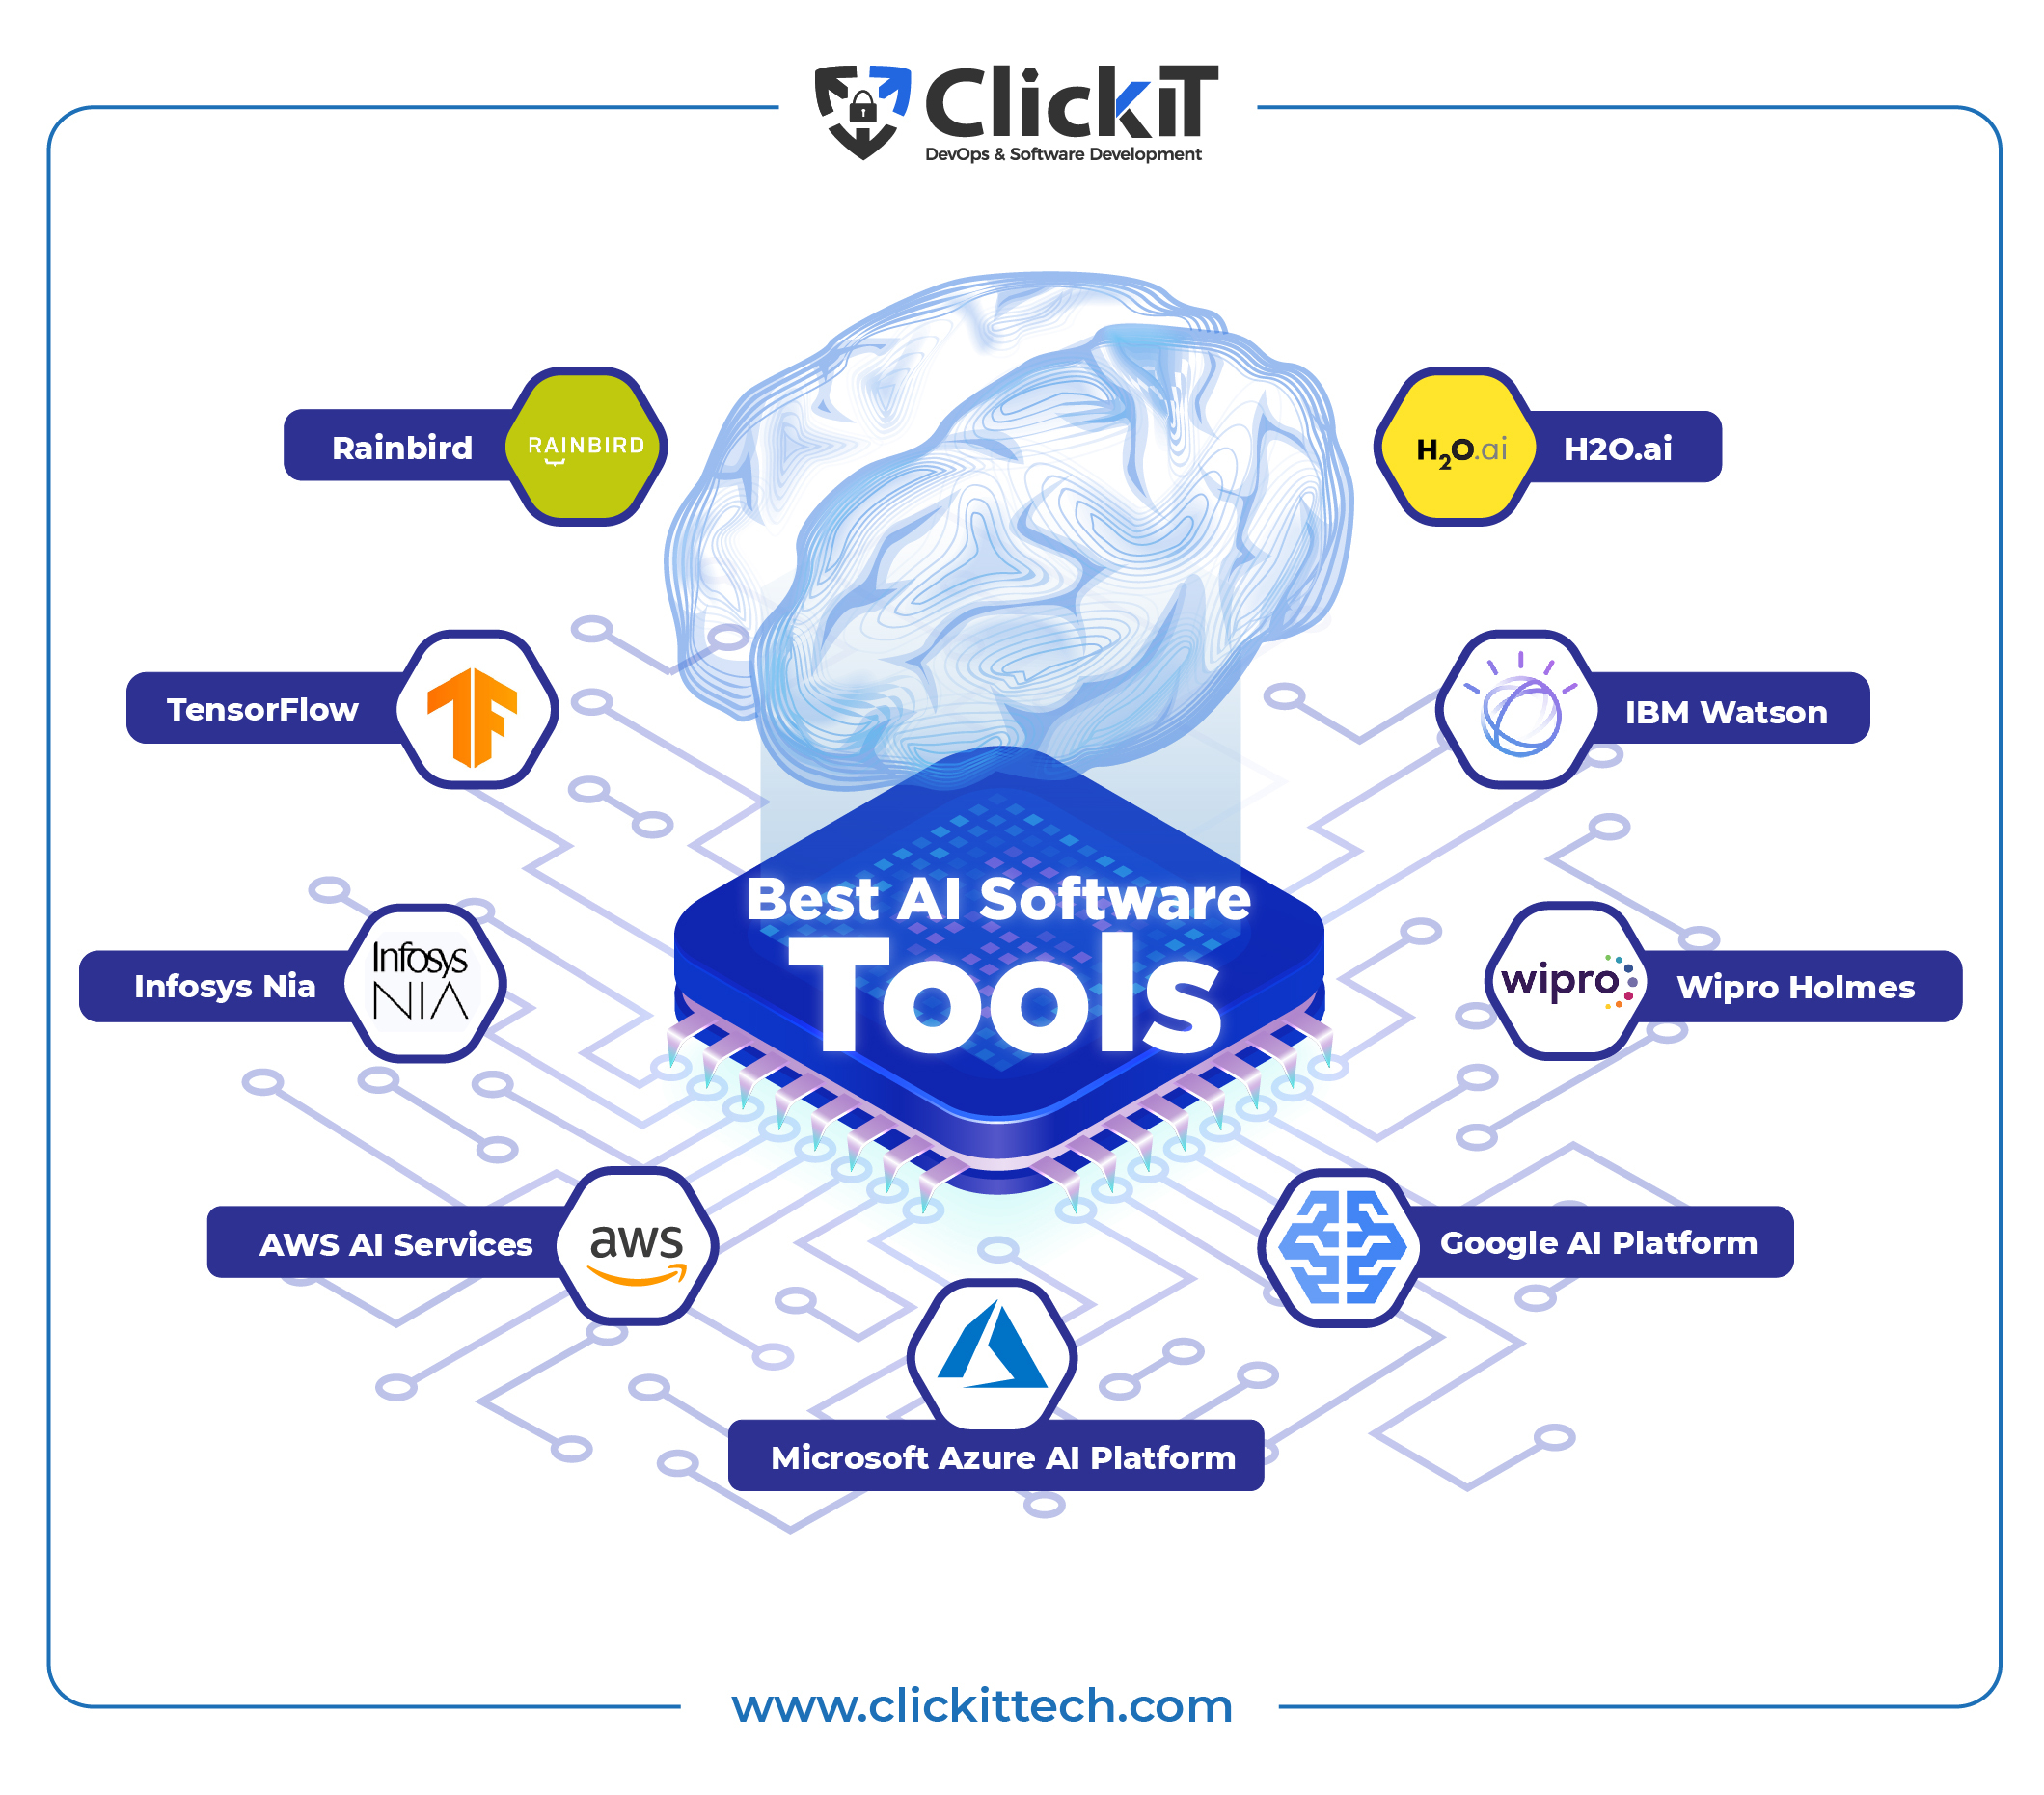 ClickiT
DevOps & Software Development
Rainbird
RAINBIRD
H2O.ai
H2O.ai
TensorFlow
IBM Watson
Best AI Software
Tools
Infosys Nia
Infosys
NIA
wipro
Wipro Holmes
AWS AI Services
aws
Google AI Platform
Microsoft Azure AI Platform
www.clickittech.com